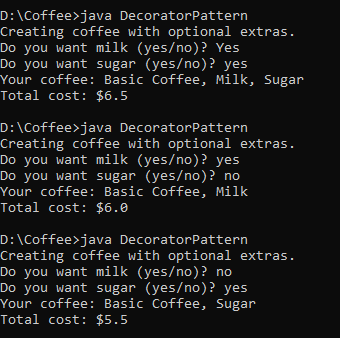 D:\Coffee>java DecoratorPattern
Creating coffee with optional extras.
Do you want milk (yes/no)? Yes
Do you want sugar (yes/no)? yes
Your coffee: Basic Coffee, Milk, Sugar
Total cost: $6.5
D:\Coffee>java DecoratorPattern
Creating coffee with optional extras.
Do you want milk (yes/no)? yes
Do you want sugar (yes/no)? no
Your coffee: Basic Coffee, Milk
Total cost: $6.0
D:\Coffee>java DecoratorPattern
Creating coffee with optional extras.
Do you want milk (yes/no)? no
Do you want sugar (yes/no)? yes
Your coffee: Basic Coffee, Sugar
Total cost: $5.5